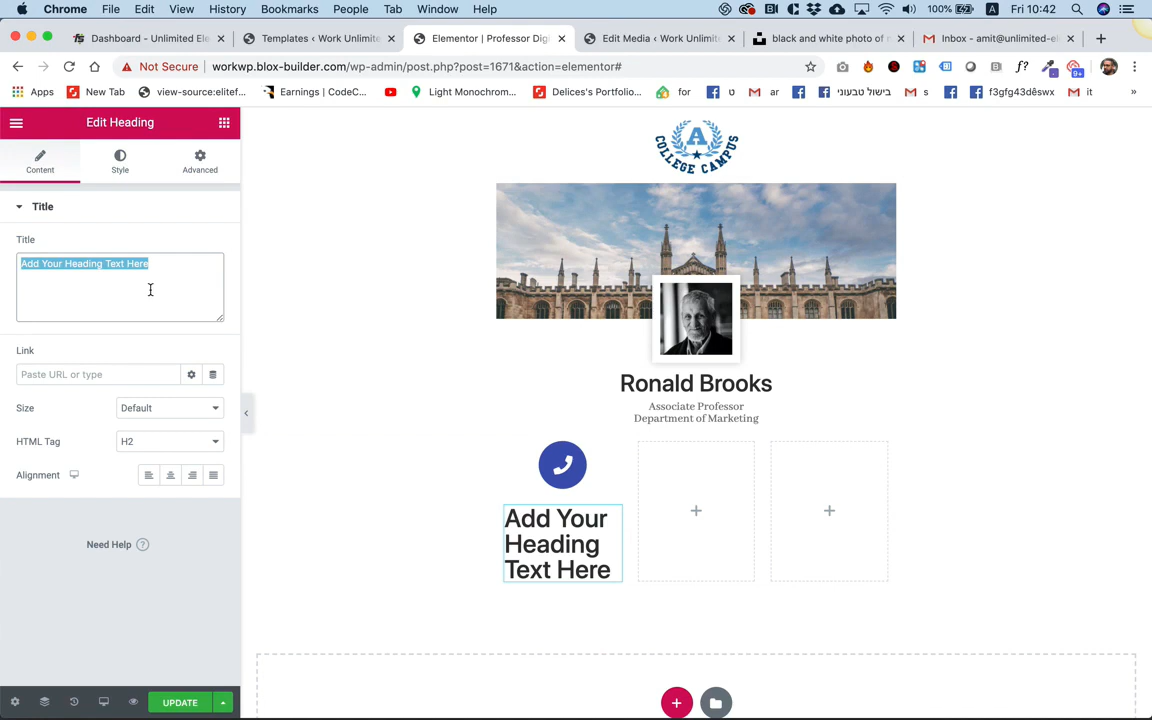 Chrome File Edit View History Bookmarks People Tab Window Help 100% A Fri 10:42
Dashboard - Unlimited Ele Templates ‹ Work Unlimite Elementor | Professor Digi Edit Media ‹ Work Unlimite black and white photo of m Inbox - amit@unlimited-el
Not Secure workwp.blox-builder.com/wp-admin/post.php?post=1671&action=elementor# f? 9+
Apps New Tab view-source:elitef... Earnings | CodeC... Light Monochrom... Delices's Portfolio... for ט ar בישול טבעוני s f3gfg43dêswx it »
Edit Heading
Content Style Advanced
Title
Title
Add Your Heading Text Here
Link
Paste URL or type
Size Default
HTML Tag H2
Alignment
Need Help ?
UPDATE
A
COLLEGE CAMPUS
Ronald Brooks
Associate Professor
Department of Marketing
Add Your
Heading
Text Here